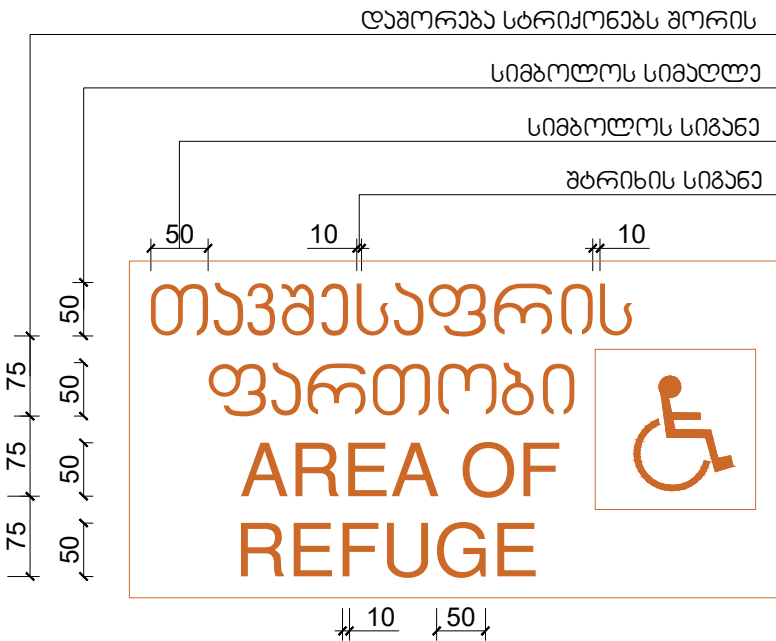 დაშორება სტრიქონებს შორის
სიმბოლოს სიმაღლე
სიმბოლოს სიგანე
შტრიხის სიგანე
50 10 10
თავშესაფრის
ფართობი
AREA OF
REFUGE
50
75
50
75
50
75
50
10 50